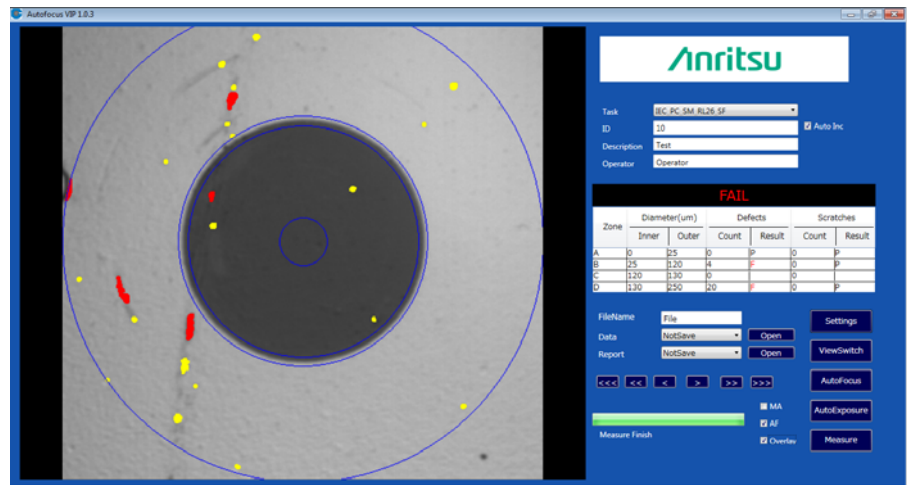 Autofocus VIP 1.0.3
Anritsu
Task IEC_PC_SM_RL26_SF
ID 10 Auto Inc
Description Test
Operator Operator
FAIL
Zone Diameter(um) Defects Scratches
Inner Outer Count Result Count Result
A 0 25 0 P 0 P
B 25 120 4 F 0 P
C 120 130 0 0
D 130 250 20 F 0 P
FileName File Settings
Data NotSave Open
Report NotSave Open ViewSwitch
<<< << < > >> >>> AutoFocus
MA AutoExposure
AF
Measure Finish Overlay Measure